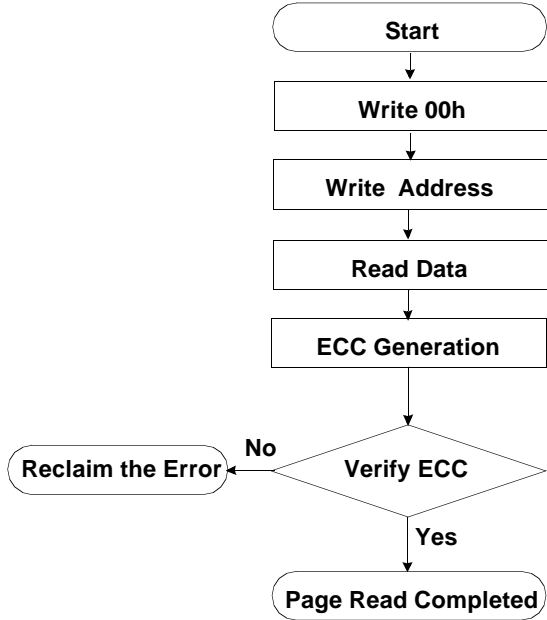 Start
Write 00h
Write Address
Read Data
ECC Generation
No
Reclaim the Error
Verify ECC
Yes
Page Read Completed